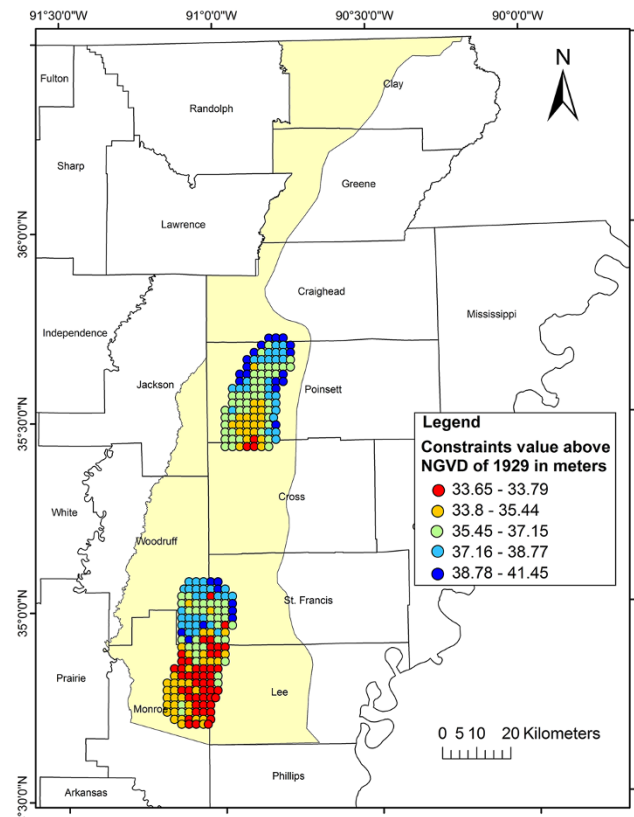 91°30'0"W 91°00'0"W 90°30'0"W 90°00'0"W
Fulton
Randolph
Clay
N
Sharp
Greene
Lawrence
36°0'0"N
Craighead
Independence
Mississippi
Jackson
Poinsett
35°30'0"N
Legend
Constraints value above
NGVD of 1929 in meters
33.65 - 33.79
33.8 - 35.44
35.45 - 37.15
37.16 - 38.77
38.78 - 41.45
White
Cross
Woodruff
St. Francis
35°0'0"N
Prairie
Lee
Monroe
0 5 10 20 Kilometers
Phillips
Arkansas
°30'0"N